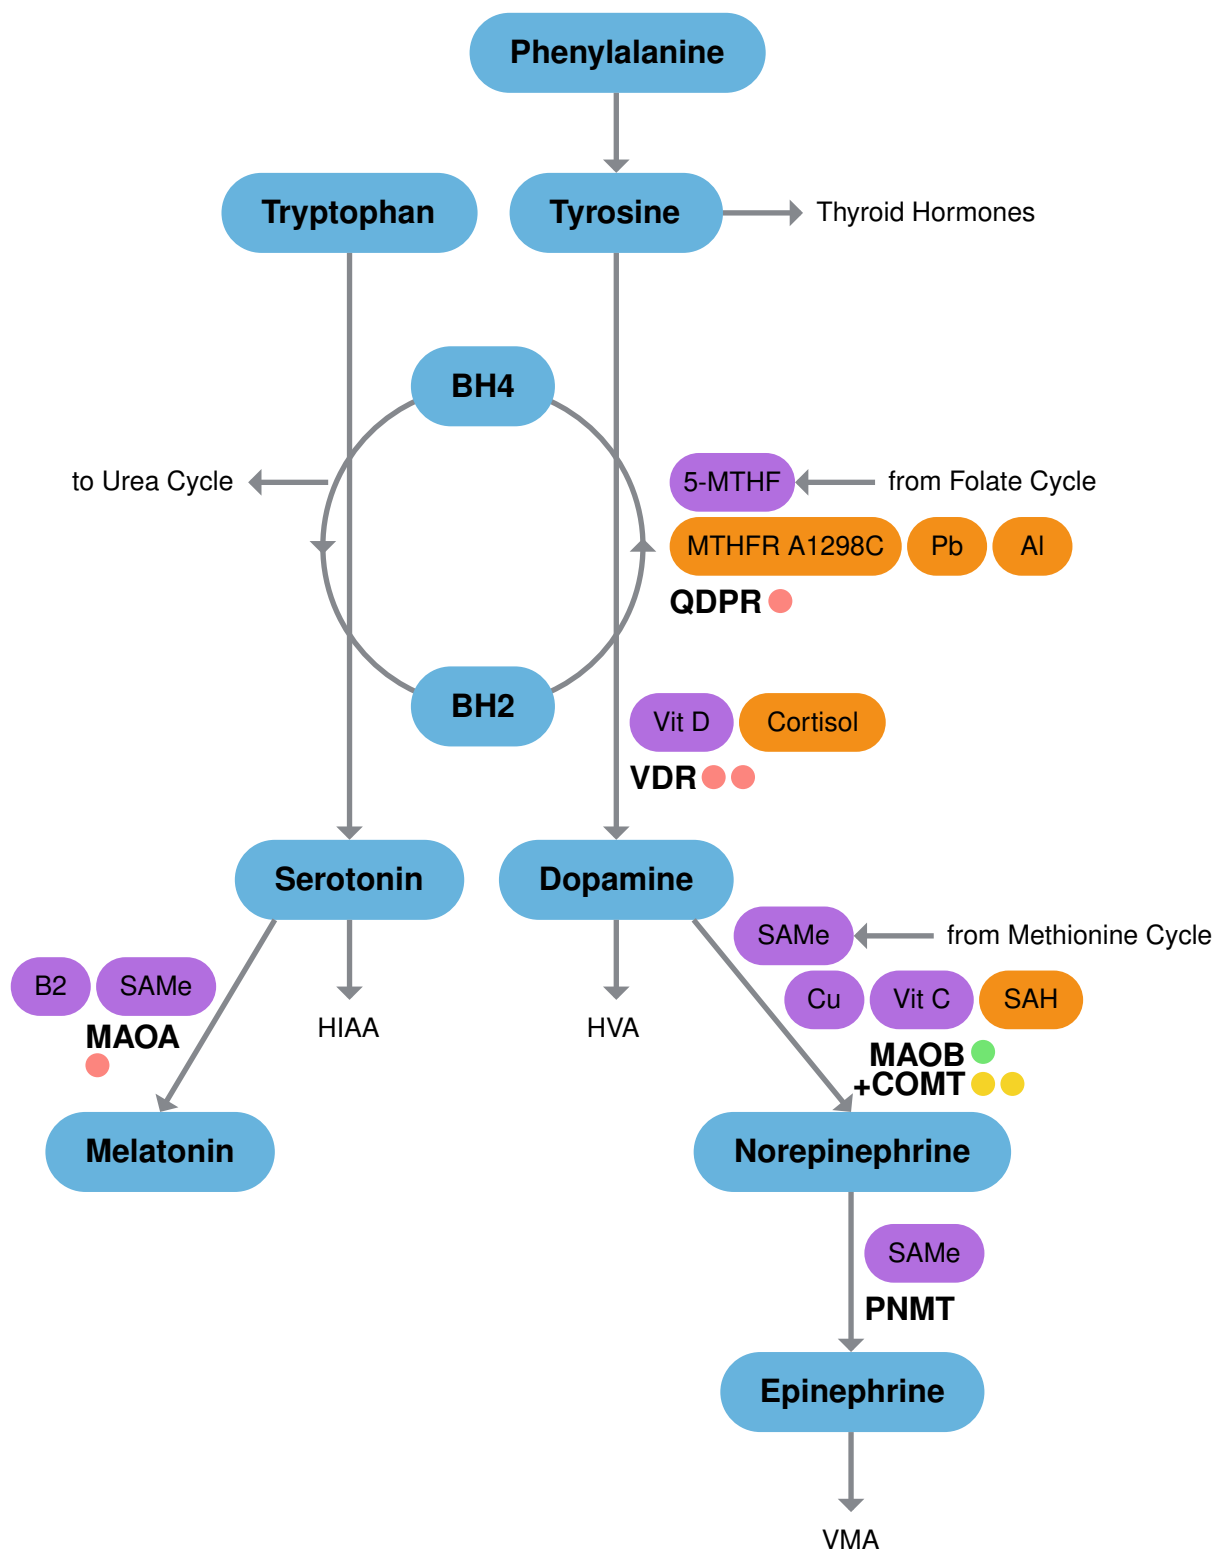 Phenylalanine
Tryptophan
Tyrosine
Thyroid Hormones
BH4
to Urea Cycle
5-MTHF
from Folate Cycle
MTHFR A1298C
Pb
Al
QDPR
BH2
Vit D
Cortisol
VDR
Serotonin
Dopamine
SAMe
from Methionine Cycle
B2
SAMe
Cu
Vit C
SAH
MAOA
HIAA
HVA
MAOB
+COMT
Melatonin
Norepinephrine
SAMe
PNMT
Epinephrine
VMA